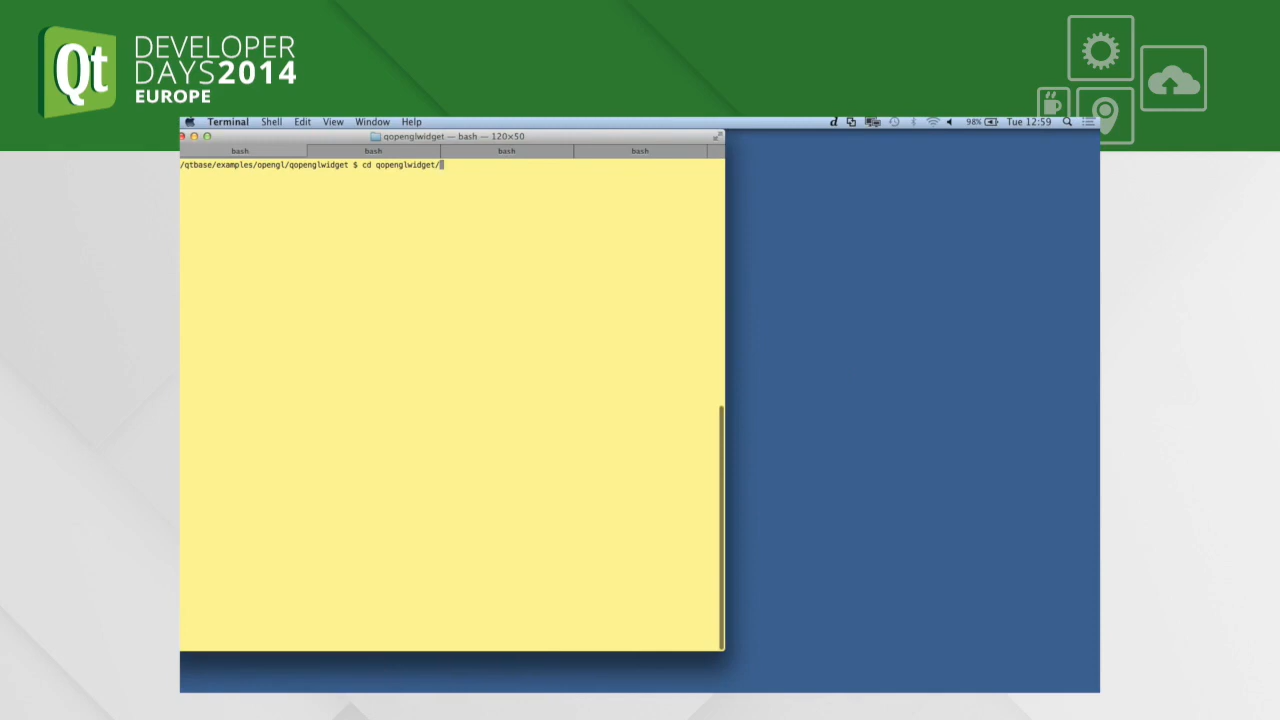 Qt
DEVELOPER
DAYS2014
EUROPE
Terminal Shell Edit View Window Help
d 98% Tue 12:59
qopenglwidget — bash — 120×50
bash bash bash bash
/qtbase/examples/opengl/qopenglwidget $ cd qopenglwidget/